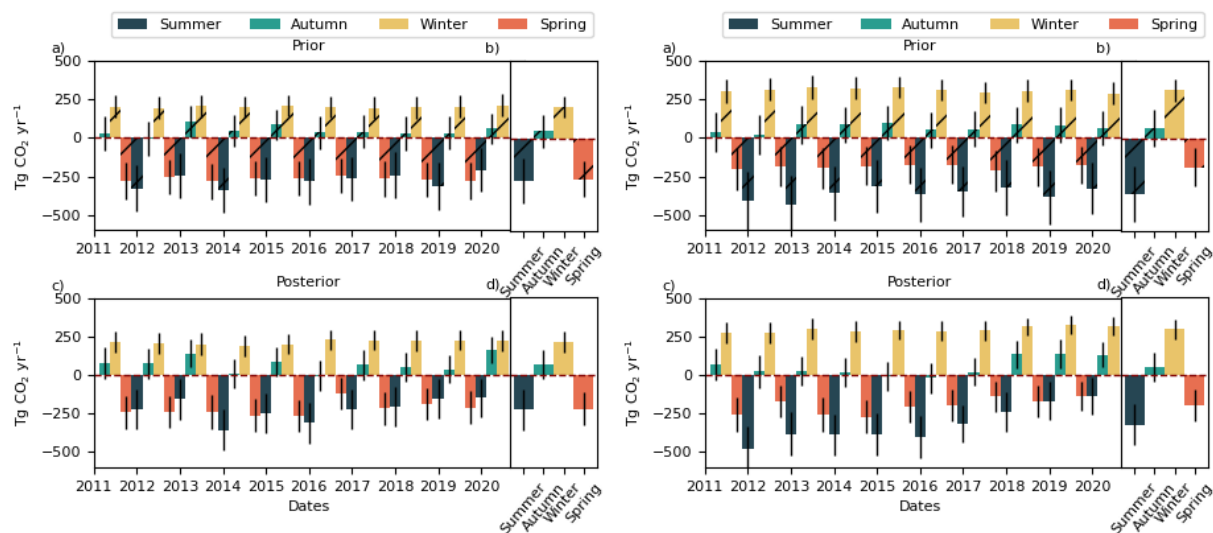 Summer Autumn Winter Spring
a) Prior b)
500
250
0
−250
−500
Tg CO₂ yr⁻¹
2011 2012 2013 2014 2015 2016 2017 2018 2019 2020
Summer Autumn Winter Spring
c) Posterior d)
500
250
0
−250
−500
Tg CO₂ yr⁻¹
2011 2012 2013 2014 2015 2016 2017 2018 2019 2020
Summer Autumn Winter Spring
Dates
Summer Autumn Winter Spring
a) Prior b)
500
250
0
−250
−500
Tg CO₂ yr⁻¹
2011 2012 2013 2014 2015 2016 2017 2018 2019 2020
Summer Autumn Winter Spring
c) Posterior d)
500
250
0
−250
−500
Tg CO₂ yr⁻¹
2011 2012 2013 2014 2015 2016 2017 2018 2019 2020
Summer Autumn Winter Spring
Dates